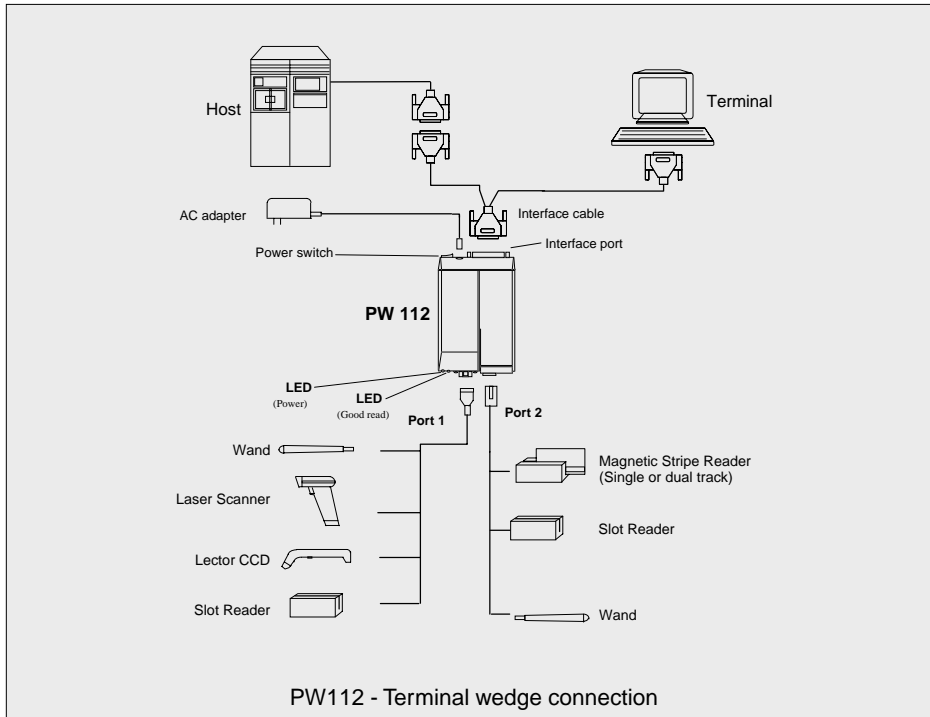 Host
Terminal
AC adapter
Interface cable
Power switch
Interface port
PW 112
LED
(Power)
LED
(Good read)
Port 1
Port 2
Wand
Laser Scanner
Lector CCD
Slot Reader
Magnetic Stripe Reader
(Single or dual track)
Slot Reader
Wand
PW112 - Terminal wedge connection